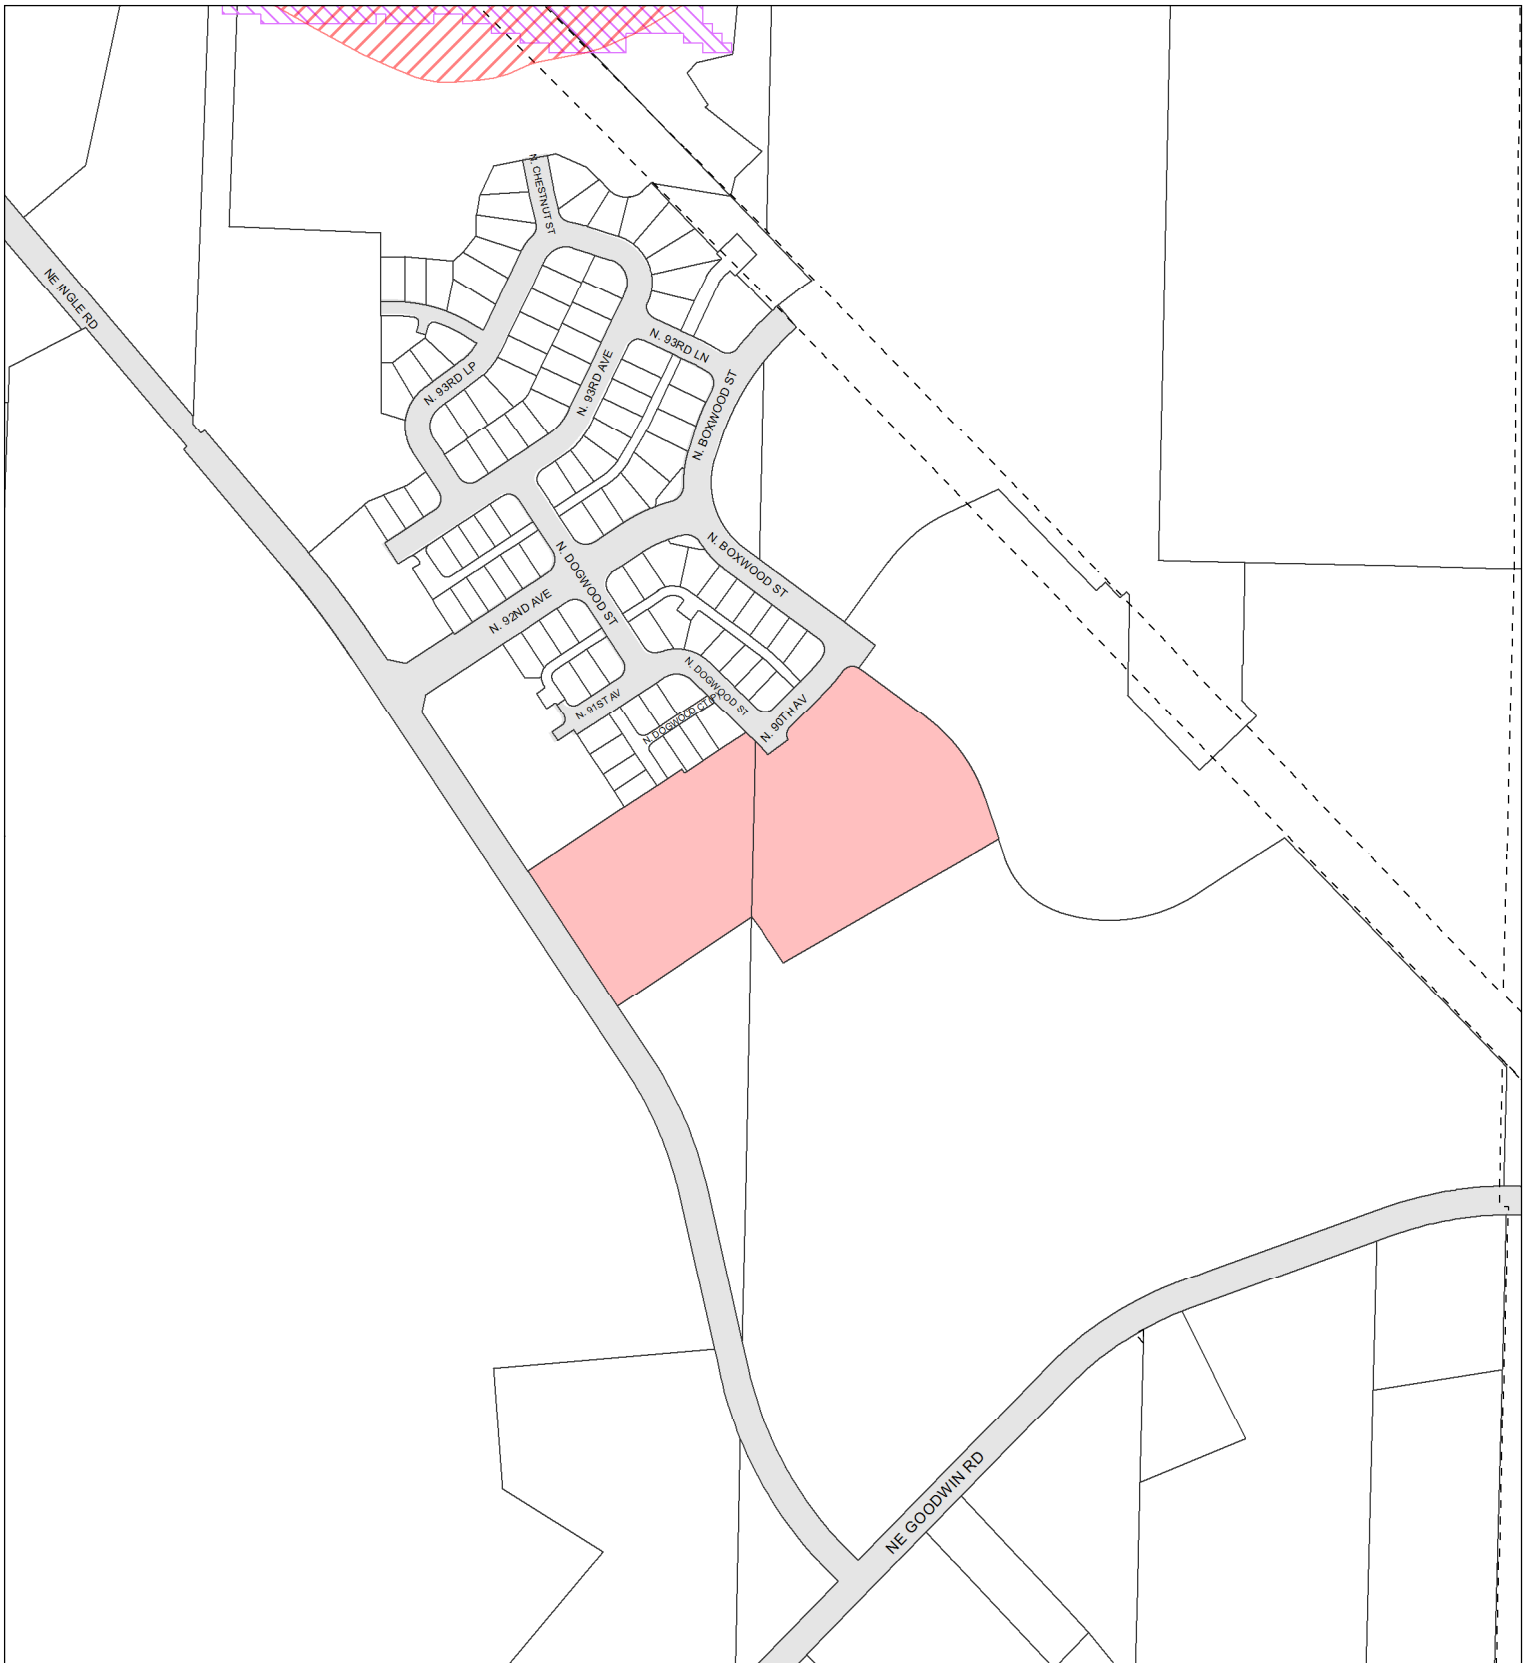 N. CHESTNUT ST
NE INGLE RD
N. 93RD LN
N. 93RD LP
N. 93RD AVE
N. BOXWOOD ST
N. BOXWOOD ST
N. DOGWOOD ST
N. 92ND AVE
N. DOGWOOD ST
N. 91ST AV
N. DOGWOOD CT(P)
N. 90TH AV
NE GOODWIN RD